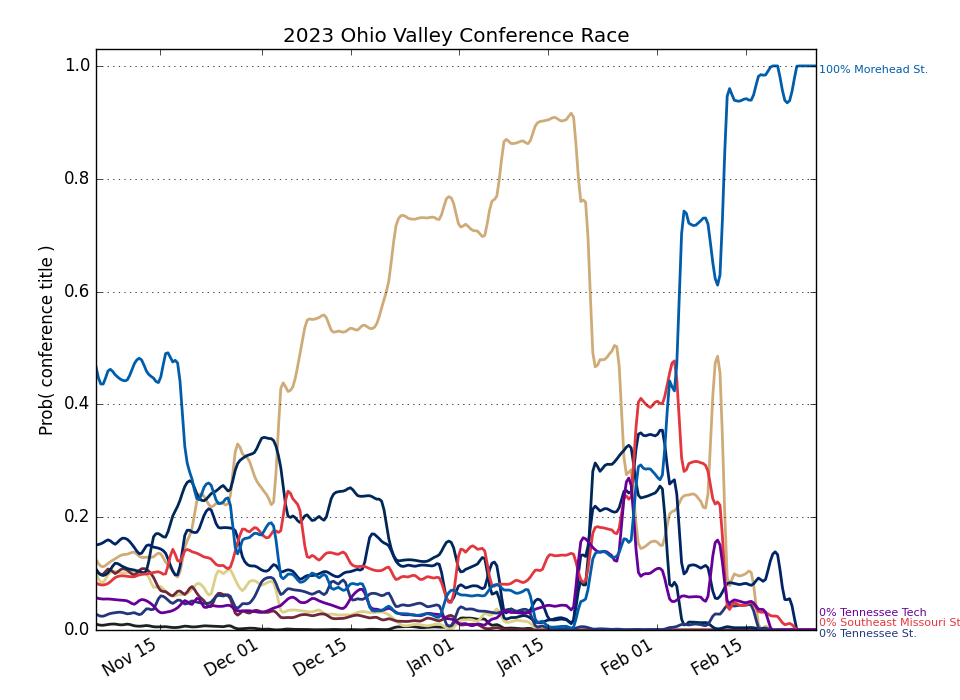 2023 Ohio Valley Conference Race
1.0
100% Morehead St.
0.8
0.6
Prob( conference title )
0.4
0.2
0% Tennessee Tech
0% Southeast Missouri St
0.0
0% Tennessee St.
Nov 15
Dec 01
Dec 15
Jan 01
Jan 15
Feb 01
Feb 15